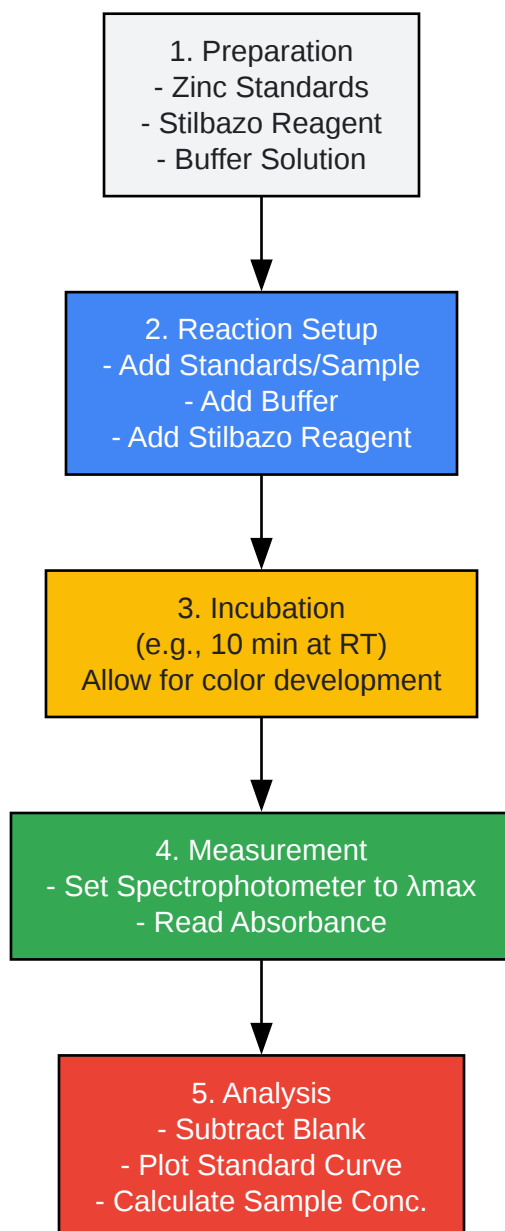 1. Preparation
- Zinc Standards
- Stilbazo Reagent
- Buffer Solution
2. Reaction Setup
- Add Standards/Sample
- Add Buffer
- Add Stilbazo Reagent
3. Incubation
(e.g., 10 min at RT)
Allow for color development
4. Measurement
- Set Spectrophotometer to λmax
- Read Absorbance
5. Analysis
- Subtract Blank
- Plot Standard Curve
- Calculate Sample Conc.